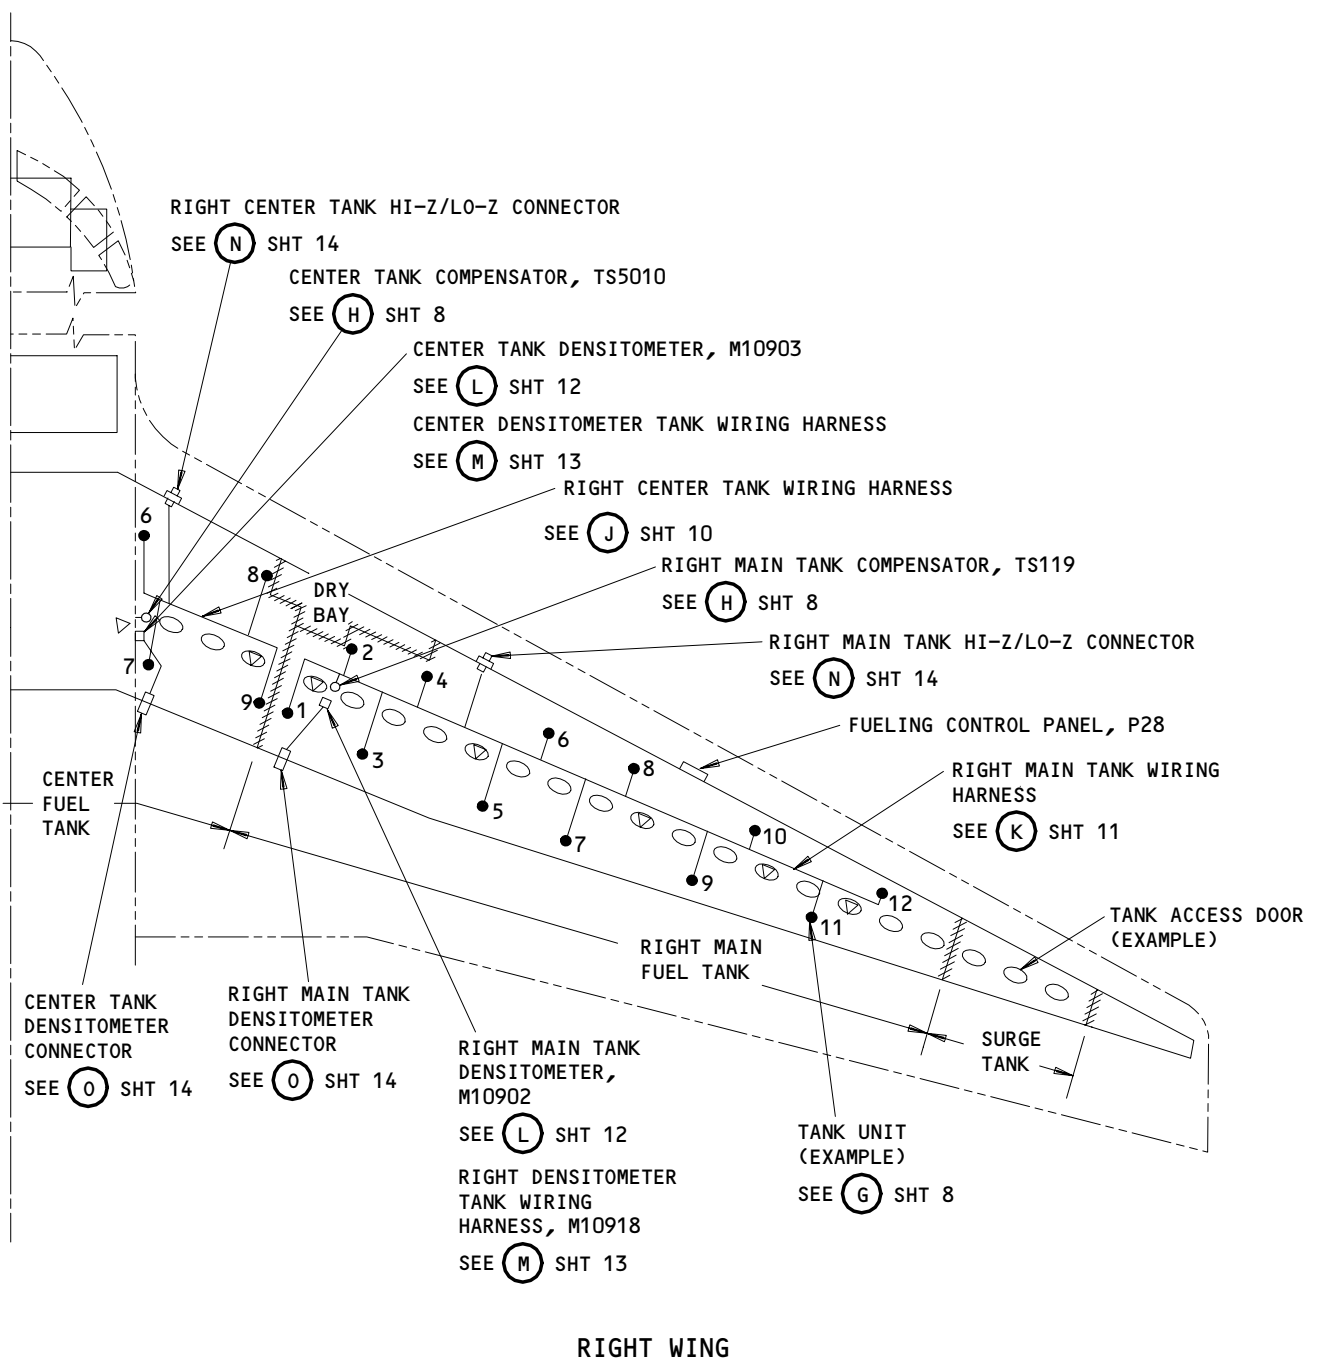 RIGHT CENTER TANK HI-Z/LO-Z CONNECTOR
SEE N SHT 14
CENTER TANK COMPENSATOR, TS5010
SEE H SHT 8
CENTER TANK DENSITOMETER, M10903
SEE L SHT 12
CENTER DENSITOMETER TANK WIRING HARNESS
SEE M SHT 13
RIGHT CENTER TANK WIRING HARNESS
SEE J SHT 10
RIGHT MAIN TANK COMPENSATOR, TS119
SEE H SHT 8
RIGHT MAIN TANK HI-Z/LO-Z CONNECTOR
SEE N SHT 14
FUELING CONTROL PANEL, P28
RIGHT MAIN TANK WIRING
HARNESS
SEE K SHT 11
TANK ACCESS DOOR
(EXAMPLE)
6
8
DRY
BAY
7
9
1
2
3
4
5
6
7
8
9
10
11
12
CENTER
FUEL
TANK
RIGHT MAIN
FUEL TANK
SURGE
TANK
CENTER TANK
DENSITOMETER
CONNECTOR
SEE O SHT 14
RIGHT MAIN TANK
DENSITOMETER
CONNECTOR
SEE O SHT 14
RIGHT MAIN TANK
DENSITOMETER,
M10902
SEE L SHT 12
RIGHT DENSITOMETER
TANK WIRING
HARNESS, M10918
SEE M SHT 13
TANK UNIT
(EXAMPLE)
SEE G SHT 8
RIGHT WING